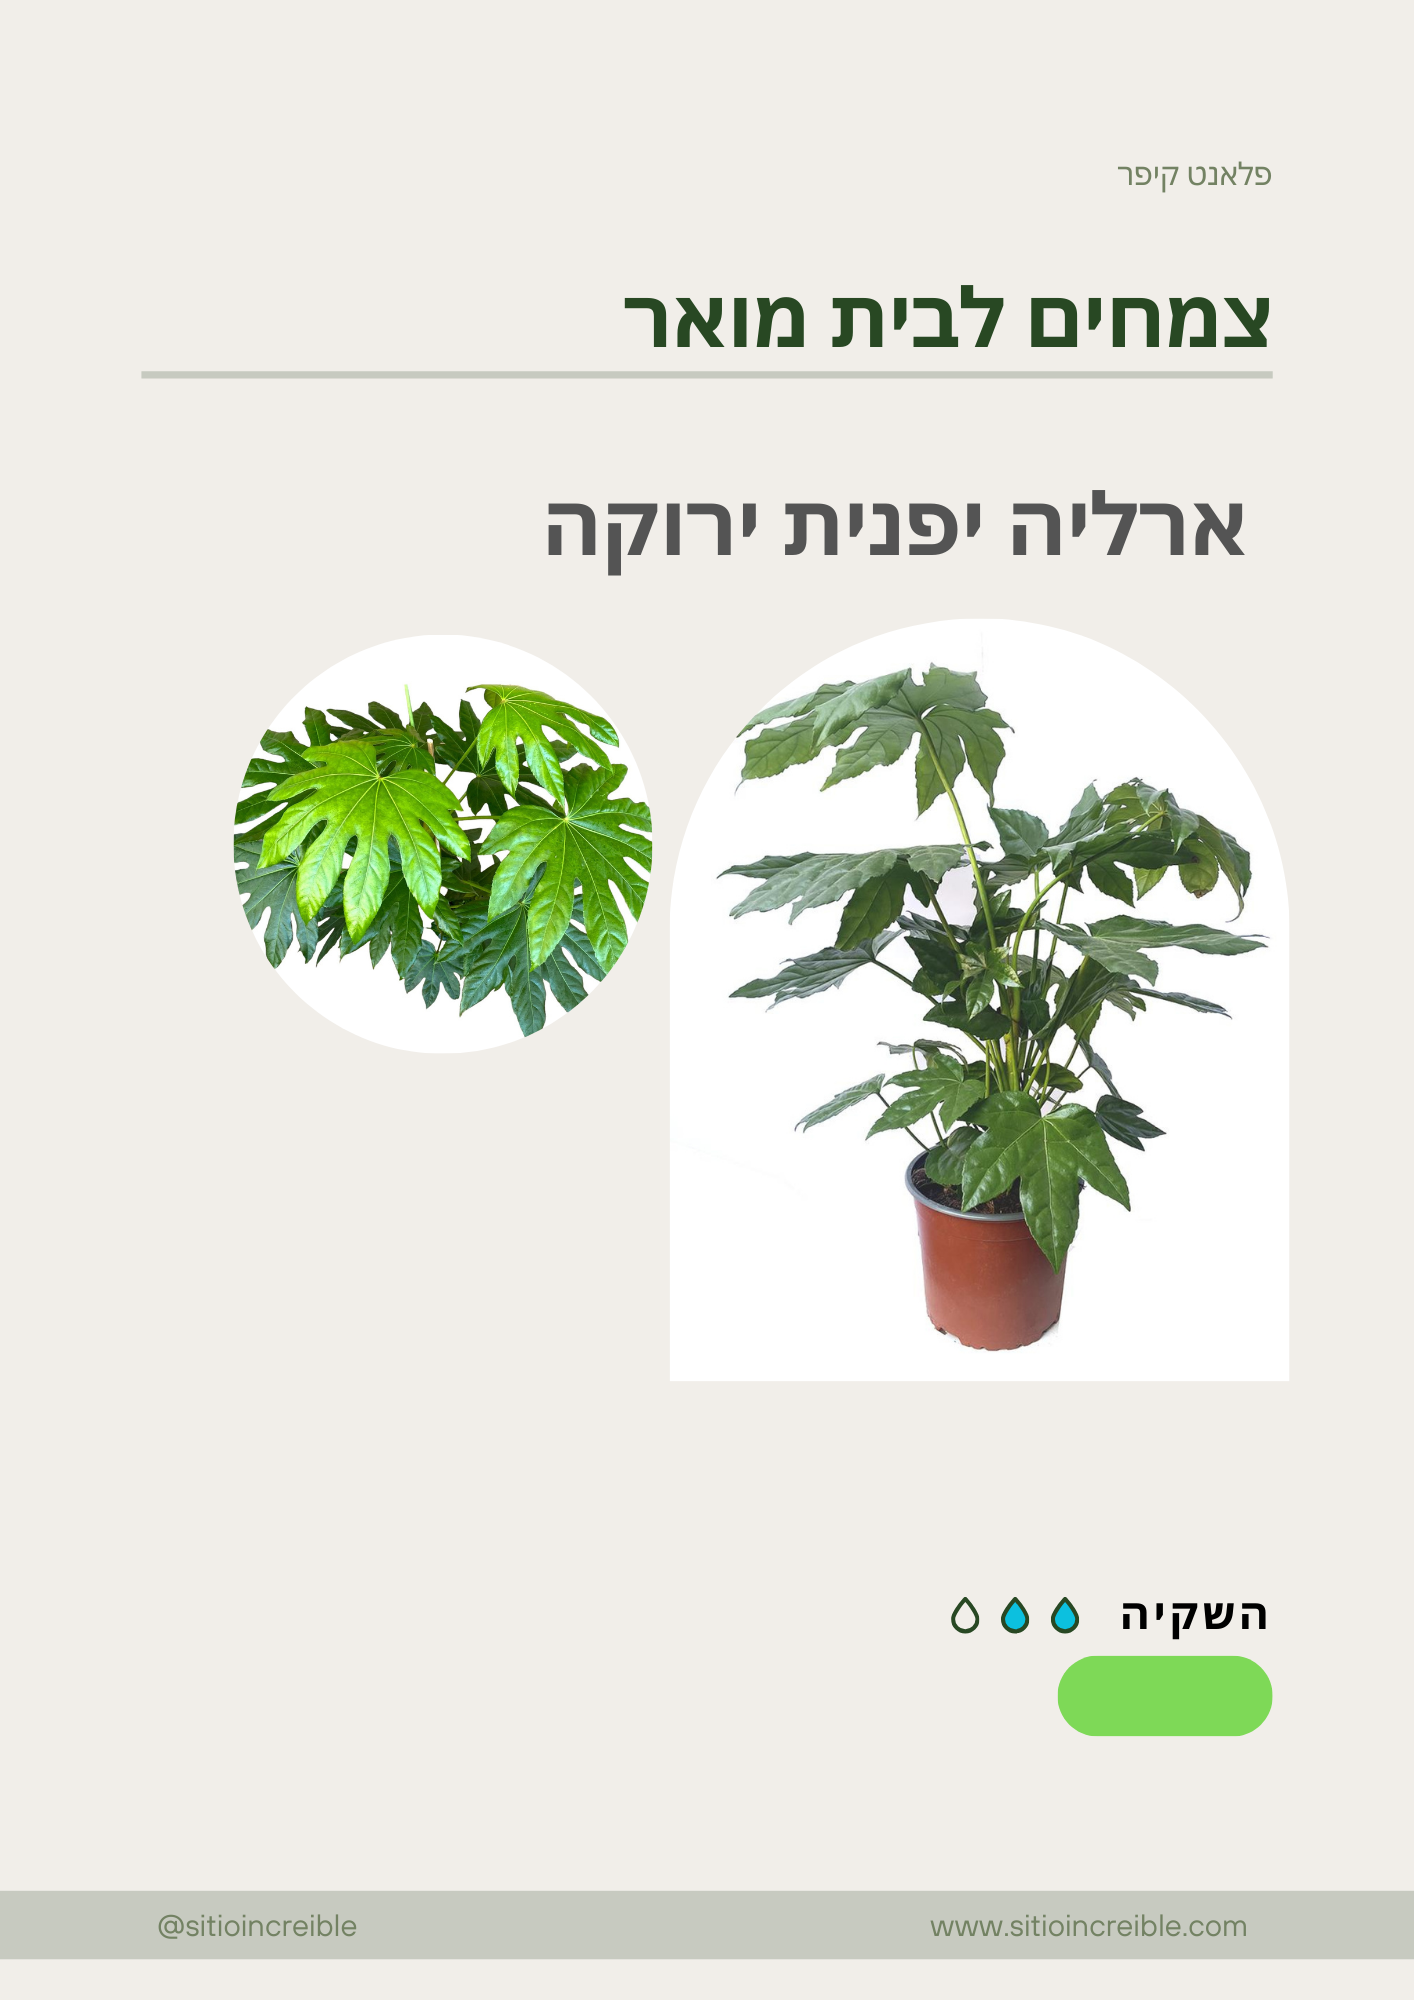 פלאנט קיפר
צמחים לבית מואר
ארליה יפנית ירוקה
השקיה
@sitioincreible
www.sitioincreible.com